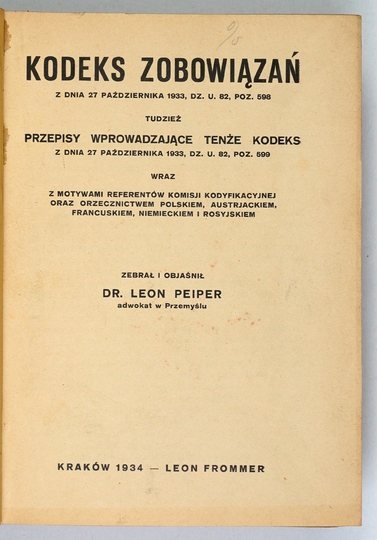 KODEKS ZOBOWIĄZAŃ
Z DNIA 27 PAŹDZIERNIKA 1933, DZ. U. 82, POZ. 598
TUDZIEŻ
PRZEPISY WPROWADZAJĄCE TENŻE KODEKS
Z DNIA 27 PAŹDZIERNIKA 1933, DZ. U. 82, POZ. 599
WRAZ
Z MOTYWAMI REFERENTÓW KOMISJI KODYFIKACYJNEJ
ORAZ ORZECZNICTWEM POLSKIEM, AUSTRJACKIEM,
FRANCUSKIEM, NIEMIECKIEM I ROSYJSKIEM
ZEBRAŁ I OBJAŚNIŁ
DR. LEON PEIPER
adwokat w Przemyślu
KRAKÓW 1934 — LEON FROMMER